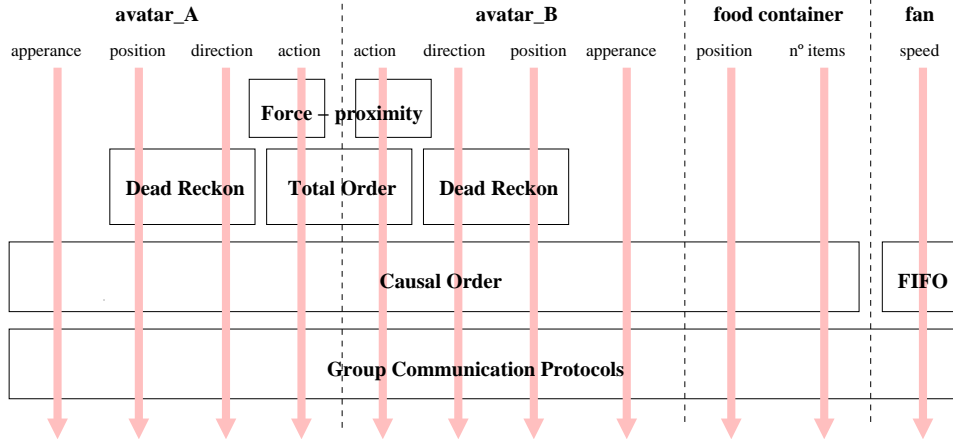 avatar_A avatar_B food container fan
apperance position direction action action direction position apperance position nº items speed
Force – proximity
Dead Reckon Total Order Dead Reckon
Causal Order FIFO
Group Communication Protocols